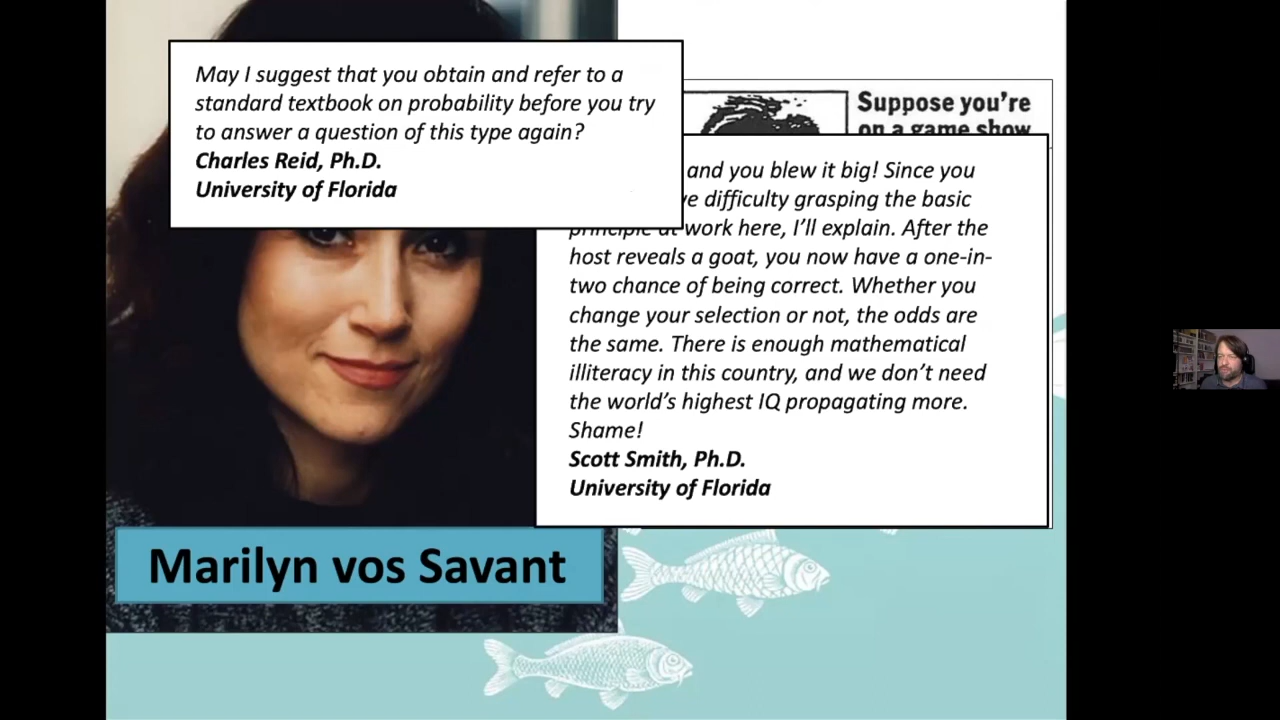 May I suggest that you obtain and refer to a
standard textbook on probability before you try
to answer a question of this type again?
Charles Reid, Ph.D.
University of Florida
Suppose you're
on a game show
and you blew it big! Since you
difficulty grasping the basic
principle at work here, I'll explain. After the
host reveals a goat, you now have a one-in-
two chance of being correct. Whether you
change your selection or not, the odds are
the same. There is enough mathematical
illiteracy in this country, and we don't need
the world's highest IQ propagating more.
Shame!
Scott Smith, Ph.D.
University of Florida
Marilyn vos Savant